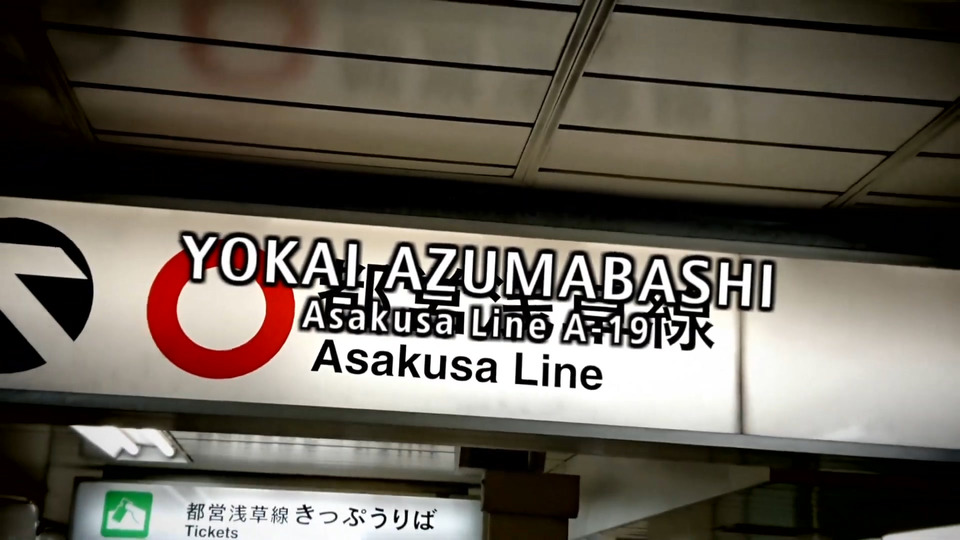 YOKAI AZUMABASHI
都営浅草線
Asakusa Line A-19
Asakusa Line
都営浅草線きっぷうりば
Tickets